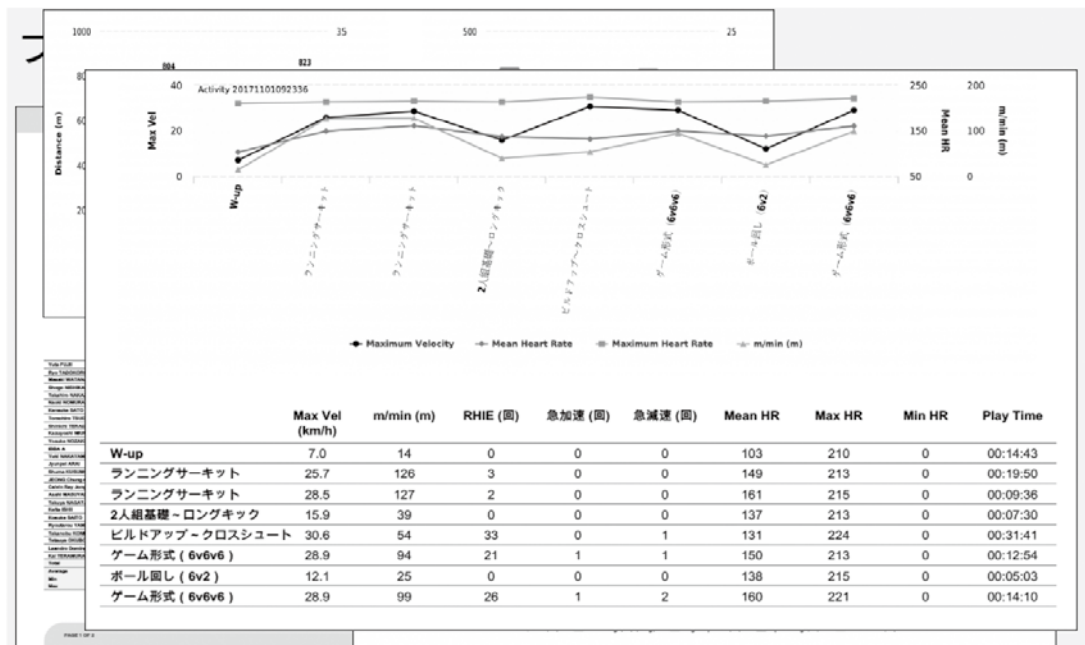 1000
35
500
25
804
823
Distance (m)
Activity 20171101092336
Max Vel
40
20
0
250
150
50
Mean HR
200
100
0
m/min (m)
W-up
ランニングサーキット
ランニングサーキット
2人組基礎～ロングキック
ビルドアップ～クロスシュート
ゲーム形式 (6v6v6)
ボール回し (6v2)
ゲーム形式 (6v6v6)
Maximum Velocity
Mean Heart Rate
Maximum Heart Rate
m/min (m)
Max Vel (km/h) m/min (m) RHIE (回) 急加速 (回) 急減速 (回) Mean HR Max HR Min HR Play Time
W-up 7.0 14 0 0 0 103 210 0 00:14:43
ランニングサーキット 25.7 126 3 0 0 149 213 0 00:19:50
ランニングサーキット 28.5 127 2 0 0 161 215 0 00:09:36
2人組基礎～ロングキック 15.9 39 0 0 0 137 213 0 00:07:30
ビルドアップ～クロスシュート 30.6 54 33 0 1 131 224 0 00:31:41
ゲーム形式 ( 6v6v6 ) 28.9 94 21 1 1 150 213 0 00:12:54
ボール回し ( 6v2 ) 12.1 25 0 0 0 138 215 0 00:05:03
ゲーム形式 ( 6v6v6 ) 28.9 99 26 1 2 160 221 0 00:14:10
Total
Average
Min
Max
PAGE 1 OF 2